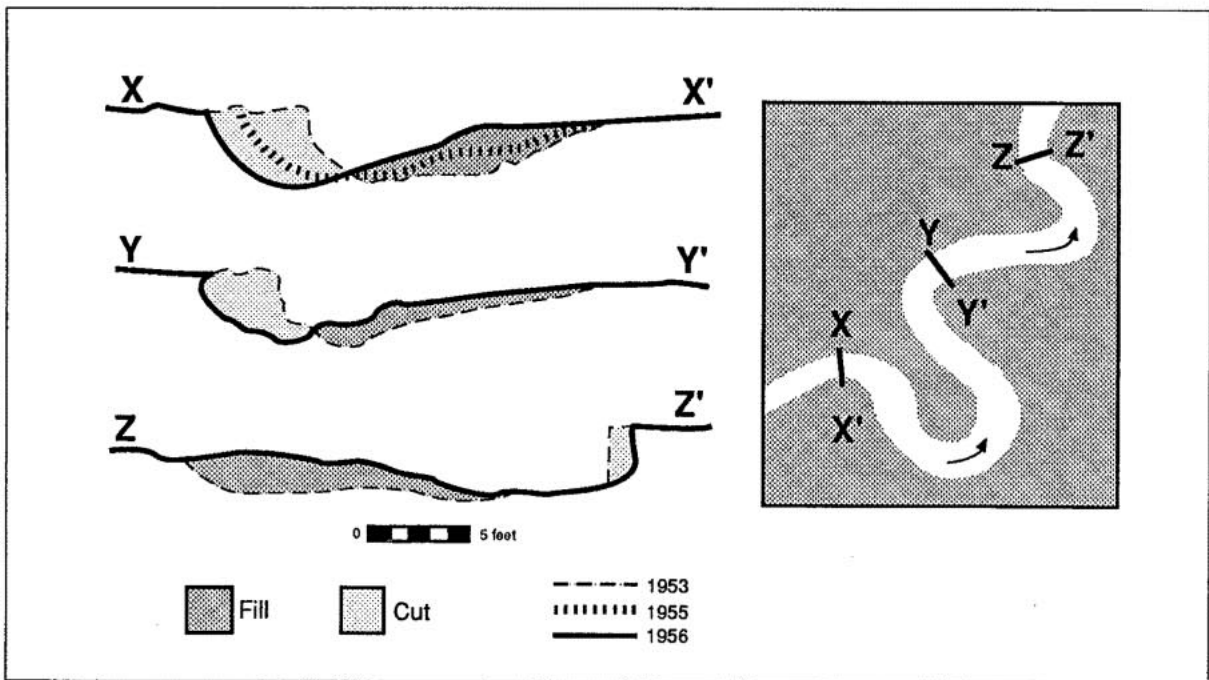 X X'
Y Y'
Z Z'
0 5 feet
Fill
Cut
1953
1955
1956
Z Z'
Y
Y'
X
X'